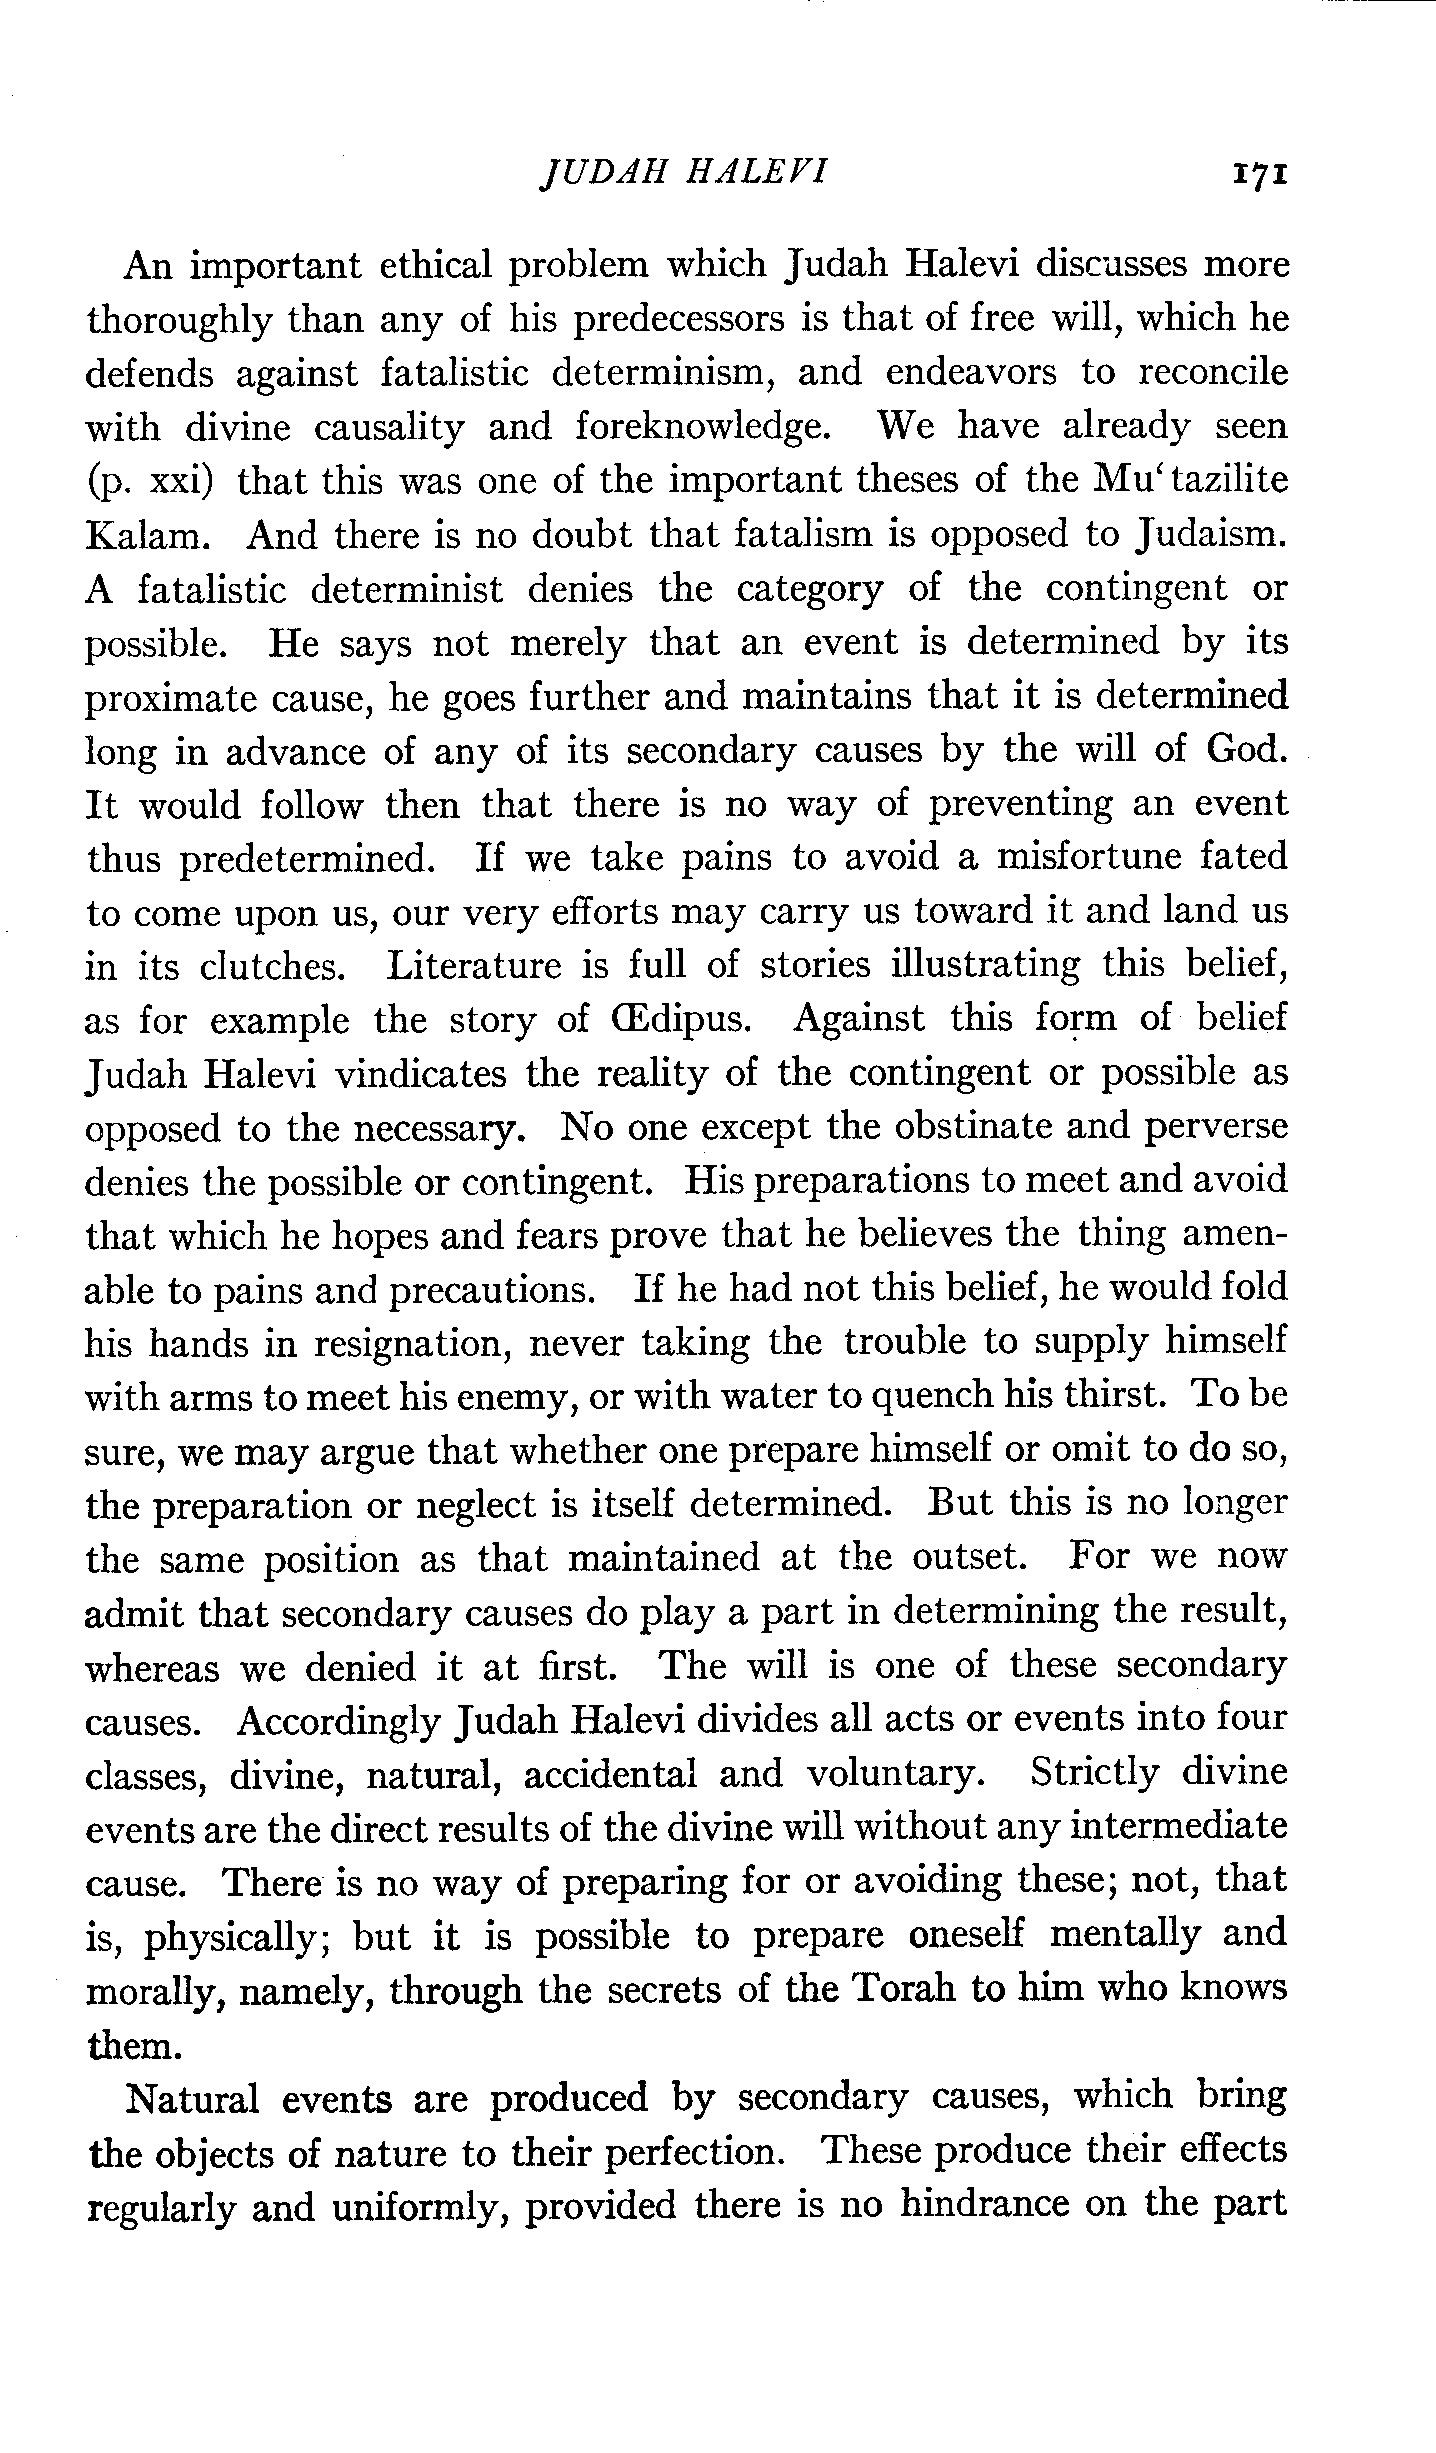 JUDAH HALEVI 171
An important ethical problem which Judah Halevi discusses more
thoroughly than any of his predecessors is that of free will, which he
defends against fatalistic determinism, and endeavors to reconcile
with divine causality and foreknowledge. We have already seen
(p. xxi) that this was one of the important theses of the Mu‘tazilite
Kalam. And there is no doubt that fatalism is opposed to Judaism.
A fatalistic determinist denies the category of the contingent or
possible. He says not merely that an event is determined by its
proximate cause, he goes further and maintains that it is determined
long in advance of any of its secondary causes by the will of God.
It would follow then that there is no way of preventing an event
thus predetermined. If we take pains to avoid a misfortune fated
to come upon us, our very efforts may carry us toward it and land us
in its clutches. Literature is full of stories illustrating this belief,
as for example the story of Œdipus. Against this form of belief
Judah Halevi vindicates the reality of the contingent or possible as
opposed to the necessary. No one except the obstinate and perverse
denies the possible or contingent. His preparations to meet and avoid
that which he hopes and fears prove that he believes the thing amen-
able to pains and precautions. If he had not this belief, he would fold
his hands in resignation, never taking the trouble to supply himself
with arms to meet his enemy, or with water to quench his thirst. To be
sure, we may argue that whether one prepare himself or omit to do so,
the preparation or neglect is itself determined. But this is no longer
the same position as that maintained at the outset. For we now
admit that secondary causes do play a part in determining the result,
whereas we denied it at first. The will is one of these secondary
causes. Accordingly Judah Halevi divides all acts or events into four
classes, divine, natural, accidental and voluntary. Strictly divine
events are the direct results of the divine will without any intermediate
cause. There is no way of preparing for or avoiding these; not, that
is, physically; but it is possible to prepare oneself mentally and
morally, namely, through the secrets of the Torah to him who knows
them.
Natural events are produced by secondary causes, which bring
the objects of nature to their perfection. These produce their effects
regularly and uniformly, provided there is no hindrance on the part